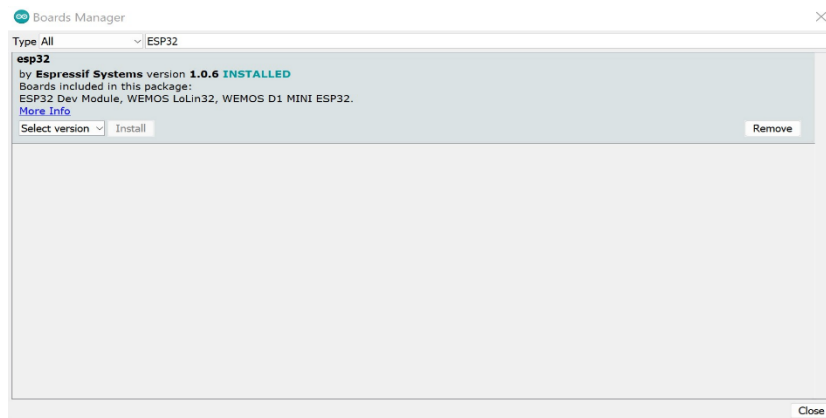 Boards Manager
Type All ESP32
esp32
by Espressif Systems version 1.0.6 INSTALLED
Boards included in this package:
ESP32 Dev Module, WEMOS LoLin32, WEMOS D1 MINI ESP32.
More Info
Select version Install Remove
Close